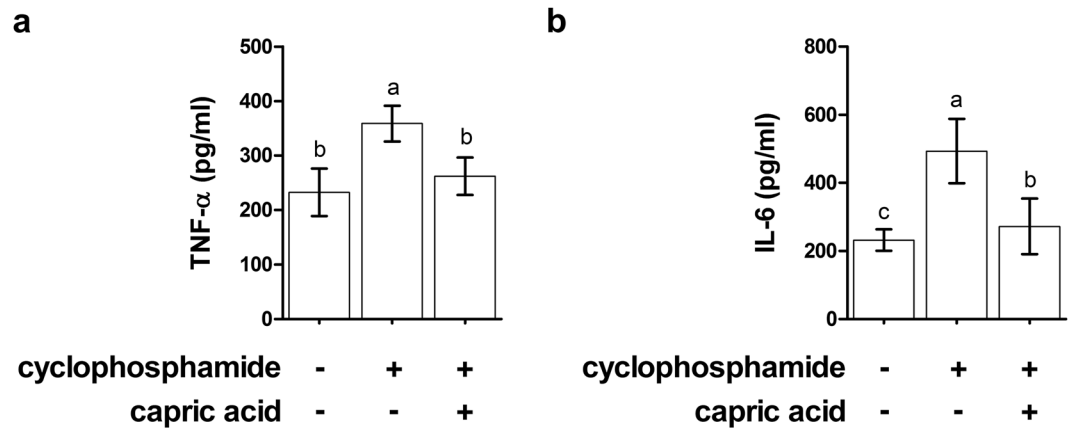 a
500
400
300
200
100
0
TNF-α (pg/ml)
b
a
b
cyclophosphamide - + +
capric acid - - +
b
800
600
400
200
0
IL-6 (pg/ml)
c
a
b
cyclophosphamide - + +
capric acid - - +